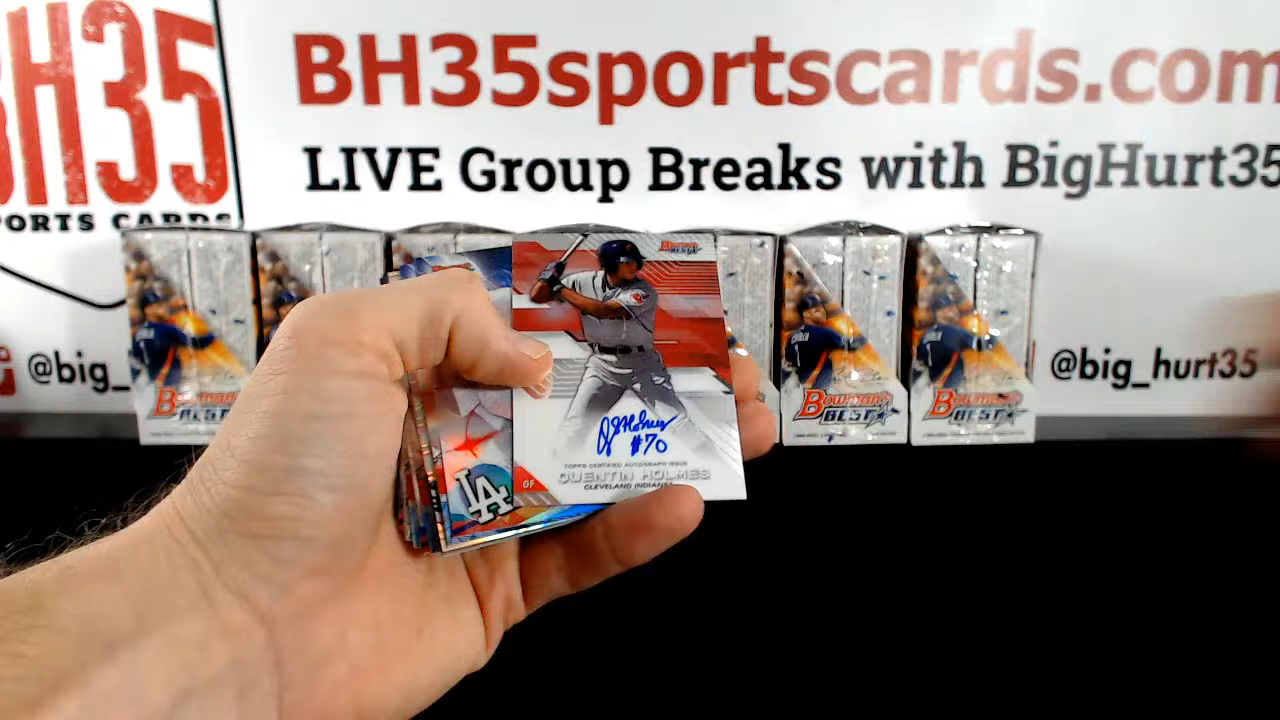 BH35
PORTS CARDS
BH35sportscards.com
LIVE Group Breaks with BigHurt35
@big_
@big_hurt35
BOWMAN'S
BEST
#70
TOPPS CERTIFIED AUTOGRAPH ISSUE
QUENTIN HOLMES
OF
CLEVELAND INDIANS
LA
BOWMAN'S
BEST
BOWMAN'S
BEST
BOWMAN'S
BEST